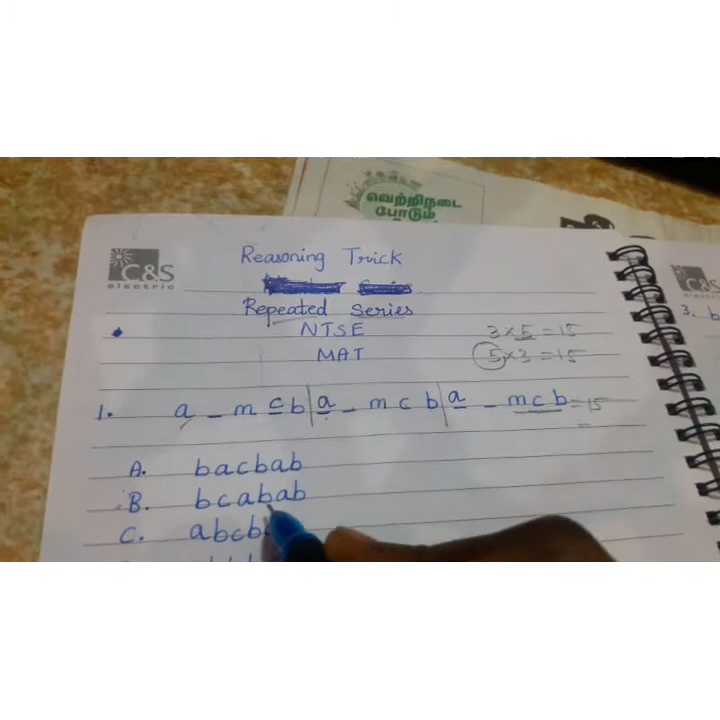 வெற்றிநடை
போடும்
C&S
electric
Reasoning Trick
Repeated Series
NTSE
MAT
3 × 5 = 15
5 × 3 = 15
1. a _ m c b | a _ m c b | a _ m c b = 15
A. bacbab
B. bcabab
C. abcb
C&S
3. b